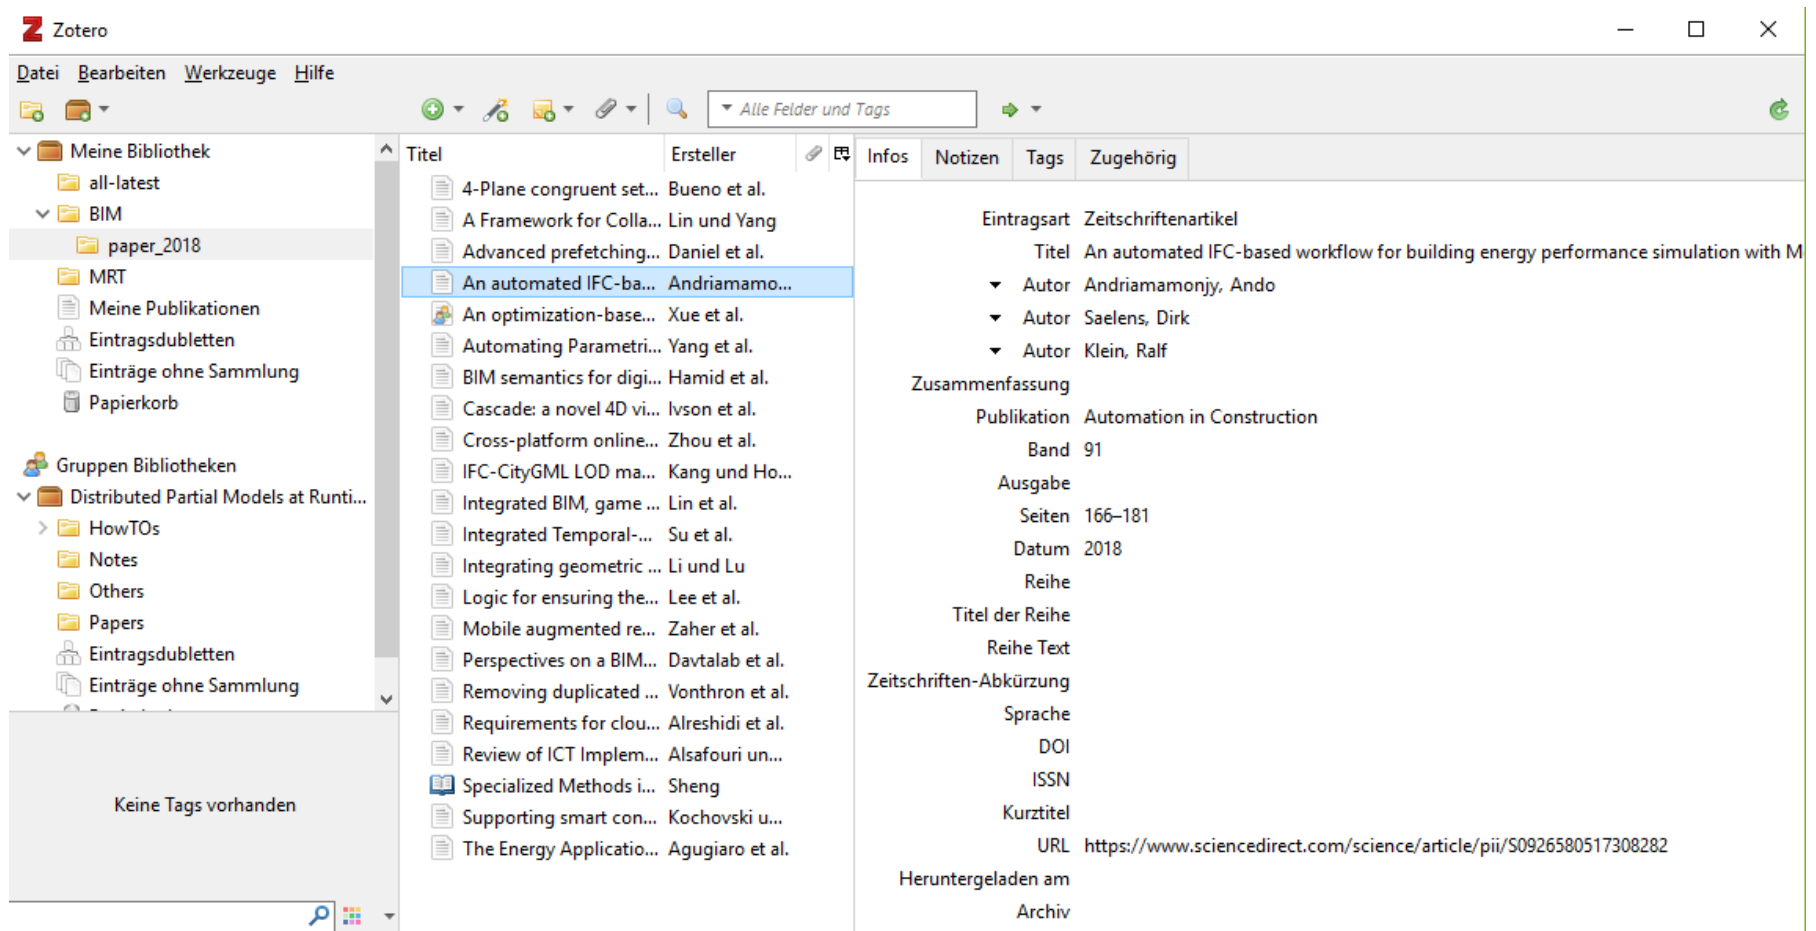 Zotero
Datei Bearbeiten Werkzeuge Hilfe
Alle Felder und Tags
Meine Bibliothek
all-latest
BIM
paper_2018
MRT
Meine Publikationen
Eintragsdubletten
Einträge ohne Sammlung
Papierkorb
Gruppen Bibliotheken
Distributed Partial Models at Runti...
HowTOs
Notes
Others
Papers
Eintragsdubletten
Einträge ohne Sammlung
Keine Tags vorhanden
Titel Ersteller
4-Plane congruent set... Bueno et al.
A Framework for Colla... Lin und Yang
Advanced prefetching... Daniel et al.
An automated IFC-ba... Andriamamo...
An optimization-base... Xue et al.
Automating Parametri... Yang et al.
BIM semantics for digi... Hamid et al.
Cascade: a novel 4D vi... Ivson et al.
Cross-platform online... Zhou et al.
IFC-CityGML LOD ma... Kang und Ho...
Integrated BIM, game ... Lin et al.
Integrated Temporal-... Su et al.
Integrating geometric ... Li und Lu
Logic for ensuring the... Lee et al.
Mobile augmented re... Zaher et al.
Perspectives on a BIM... Davtalab et al.
Removing duplicated ... Vonthron et al.
Requirements for clou... Alreshidi et al.
Review of ICT Implem... Alsafouri un...
Specialized Methods i... Sheng
Supporting smart con... Kochovski u...
The Energy Applicatio... Agugiaro et al.
Infos Notizen Tags Zugehörig
Eintragsart Zeitschriftenartikel
Titel An automated IFC-based workflow for building energy performance simulation with M
Autor Andriamamonjy, Ando
Autor Saelens, Dirk
Autor Klein, Ralf
Zusammenfassung
Publikation Automation in Construction
Band 91
Ausgabe
Seiten 166–181
Datum 2018
Reihe
Titel der Reihe
Reihe Text
Zeitschriften-Abkürzung
Sprache
DOI
ISSN
Kurztitel
URL https://www.sciencedirect.com/science/article/pii/S0926580517308282
Heruntergeladen am
Archiv